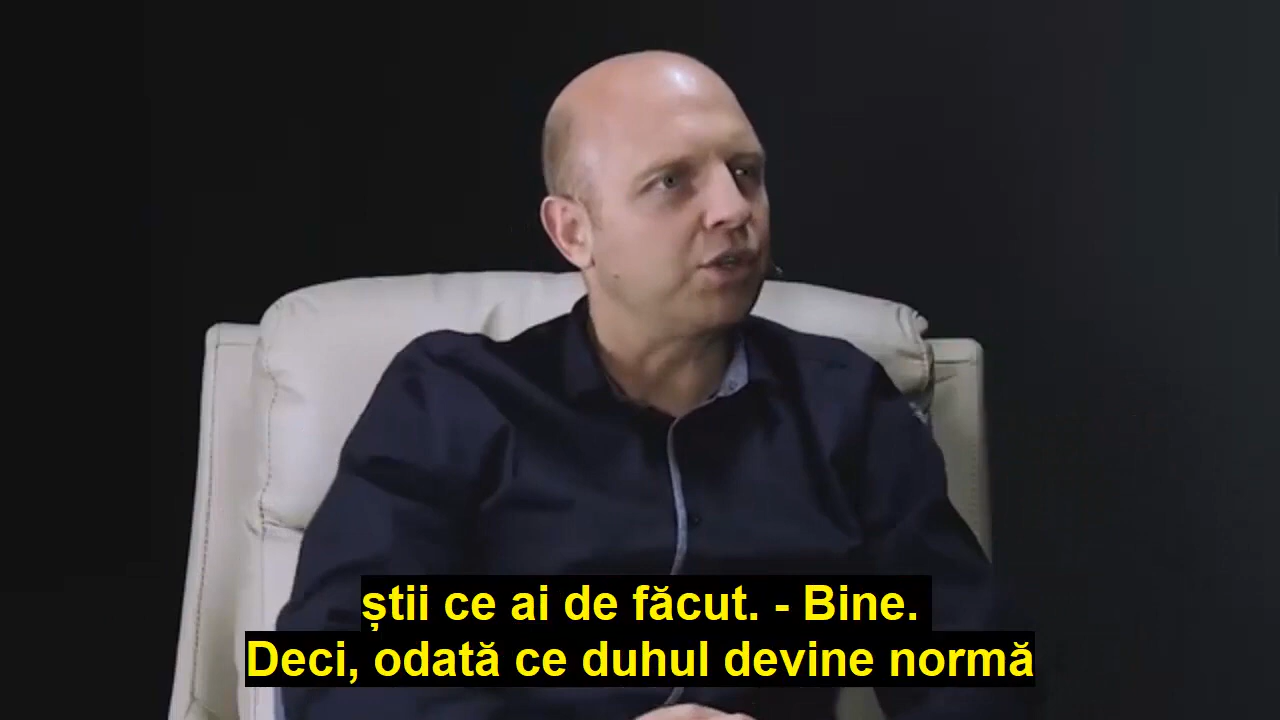 știi ce ai de făcut. - Bine.
Deci, odată ce duhul devine normă